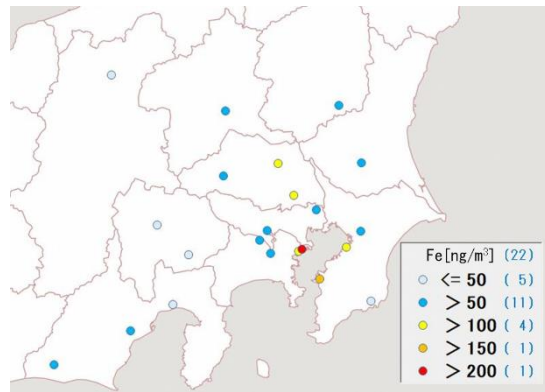 Fe[ng/m³] (22)
<= 50 ( 5)
> 50 (11)
> 100 ( 4)
> 150 ( 1)
> 200 ( 1)